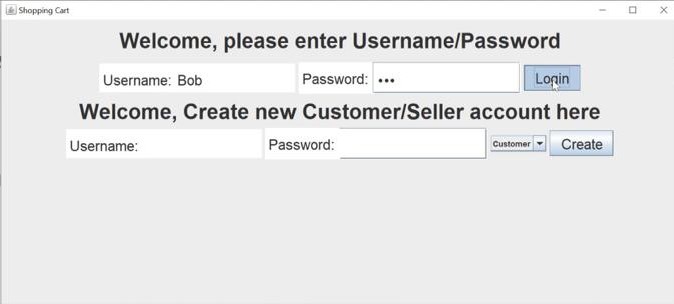 Shopping Cart
Welcome, please enter Username/Password
Username: Bob Password: ••• Login
Welcome, Create new Customer/Seller account here
Username: Password: Customer Create